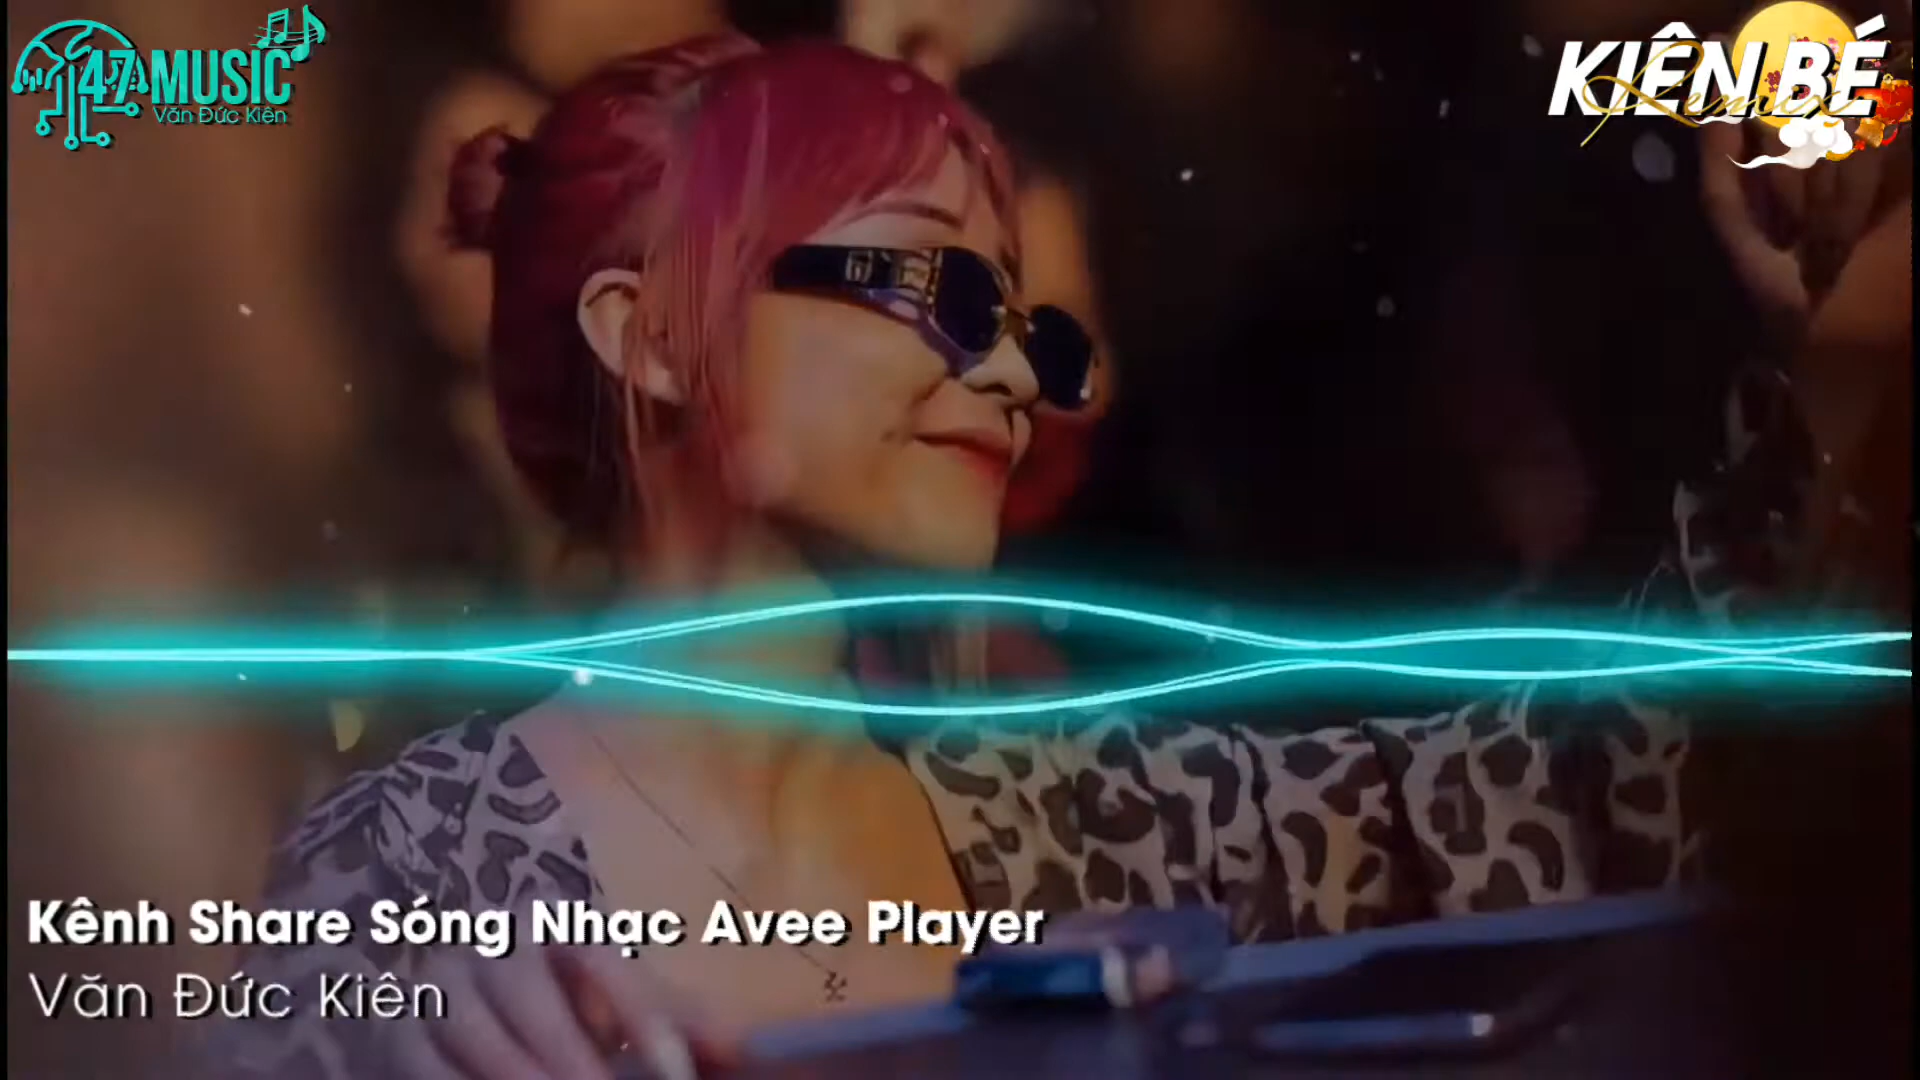 47 MUSIC
Văn Đức Kiên
KIÊN BÉ
Remix
Kênh Share Sóng Nhạc Avee Player
Văn Đức Kiên